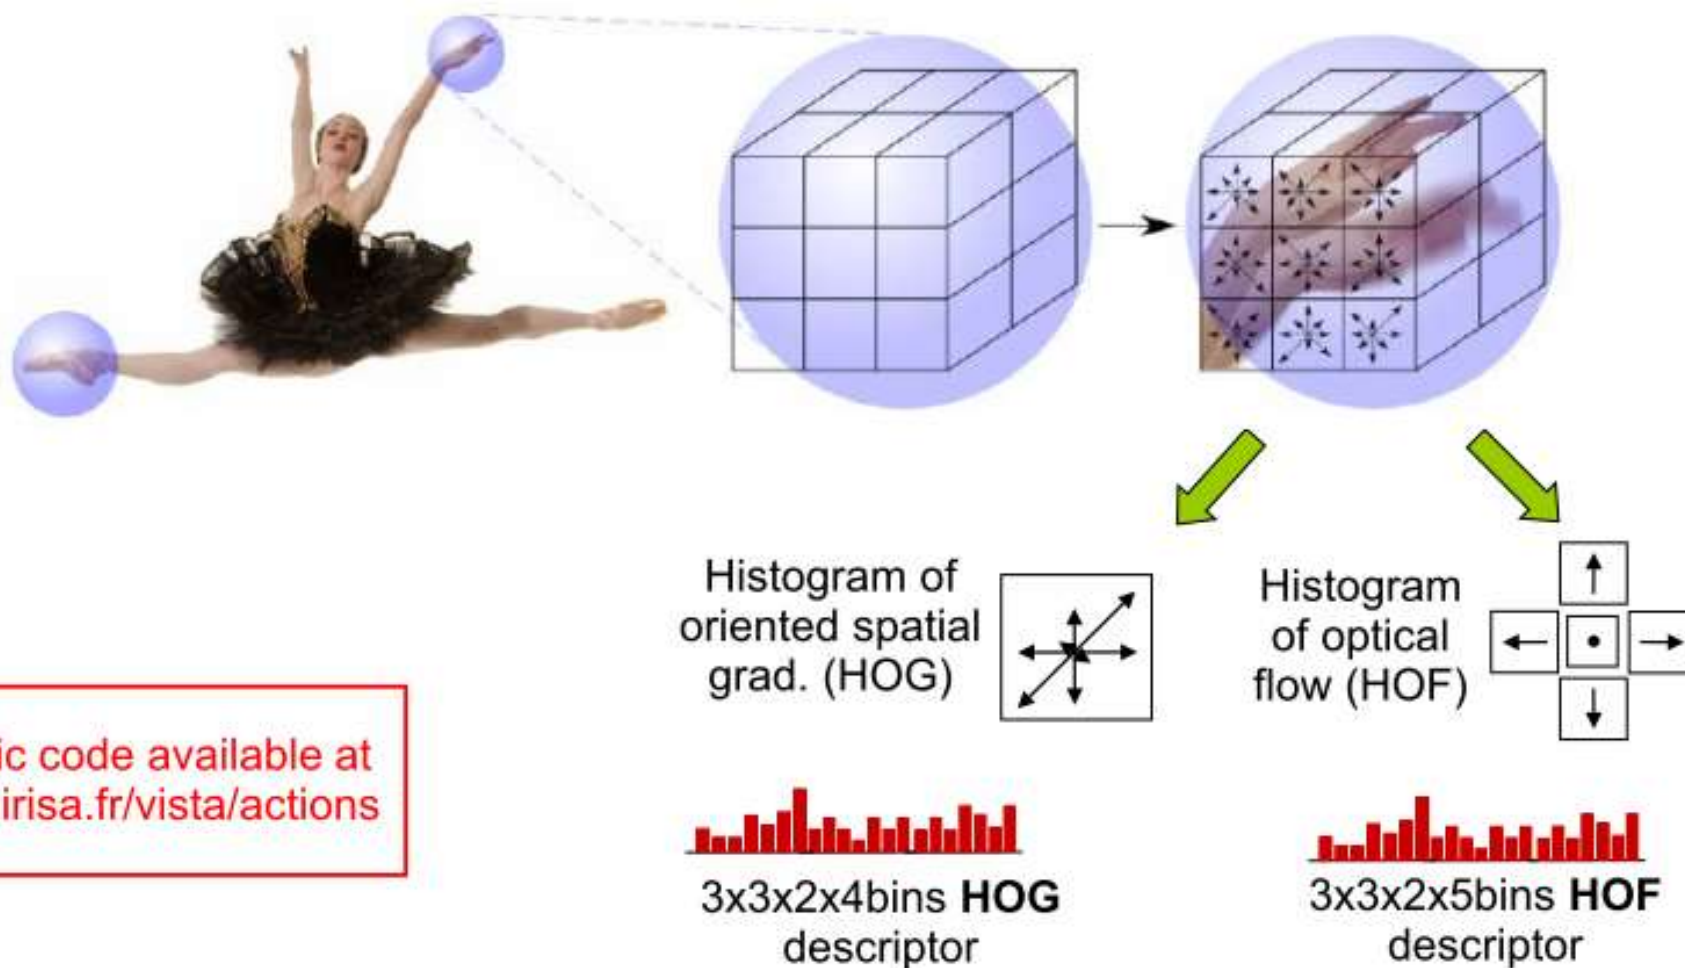 Histogram of
oriented spatial
grad. (HOG)
Histogram
of optical
flow (HOF)
ic code available at
irisa.fr/vista/actions
3x3x2x4bins HOG
descriptor
3x3x2x5bins HOF
descriptor